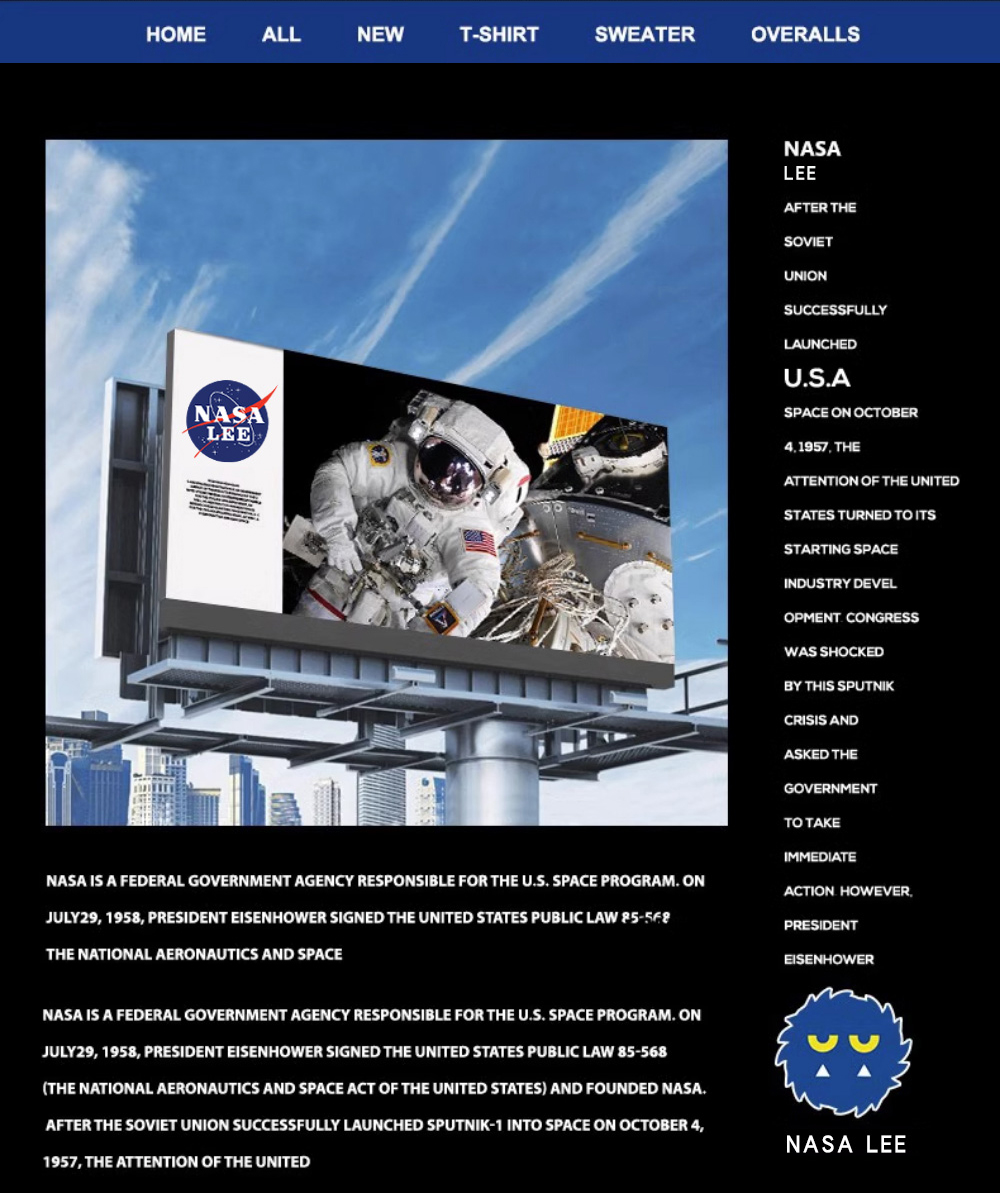 HOME ALL NEW T-SHIRT SWEATER OVERALLS
NASA
LEE
NASA
LEE
AFTER THE
SOVIET
UNION
SUCCESSFULLY
LAUNCHED
U.S.A
SPACE ON OCTOBER
4,1957, THE
ATTENTION OF THE UNITED
STATES TURNED TO ITS
STARTING SPACE
INDUSTRY DEVEL
OPMENT. CONGRESS
WAS SHOCKED
BY THIS SPUTNIK
CRISIS AND
ASKED THE
GOVERNMENT
TO TAKE
IMMEDIATE
ACTION. HOWEVER,
PRESIDENT
EISENHOWER
NASA LEE
NASA IS A FEDERAL GOVERNMENT AGENCY RESPONSIBLE FOR THE U.S. SPACE PROGRAM. ON
JULY29, 1958, PRESIDENT EISENHOWER SIGNED THE UNITED STATES PUBLIC LAW 85-568
THE NATIONAL AERONAUTICS AND SPACE
NASA IS A FEDERAL GOVERNMENT AGENCY RESPONSIBLE FOR THE U.S. SPACE PROGRAM. ON
JULY29, 1958, PRESIDENT EISENHOWER SIGNED THE UNITED STATES PUBLIC LAW 85-568
(THE NATIONAL AERONAUTICS AND SPACE ACT OF THE UNITED STATES) AND FOUNDED NASA.
AFTER THE SOVIET UNION SUCCESSFULLY LAUNCHED SPUTNIK-1 INTO SPACE ON OCTOBER 4,
1957, THE ATTENTION OF THE UNITED